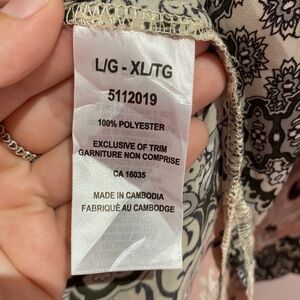 L/G - XL/TG
5112019
100% POLYESTER
EXCLUSIVE OF TRIM
GARNITURE NON COMPRISE
CA 16035
MADE IN CAMBODIA
FABRIQUÉ AU CAMBODGE